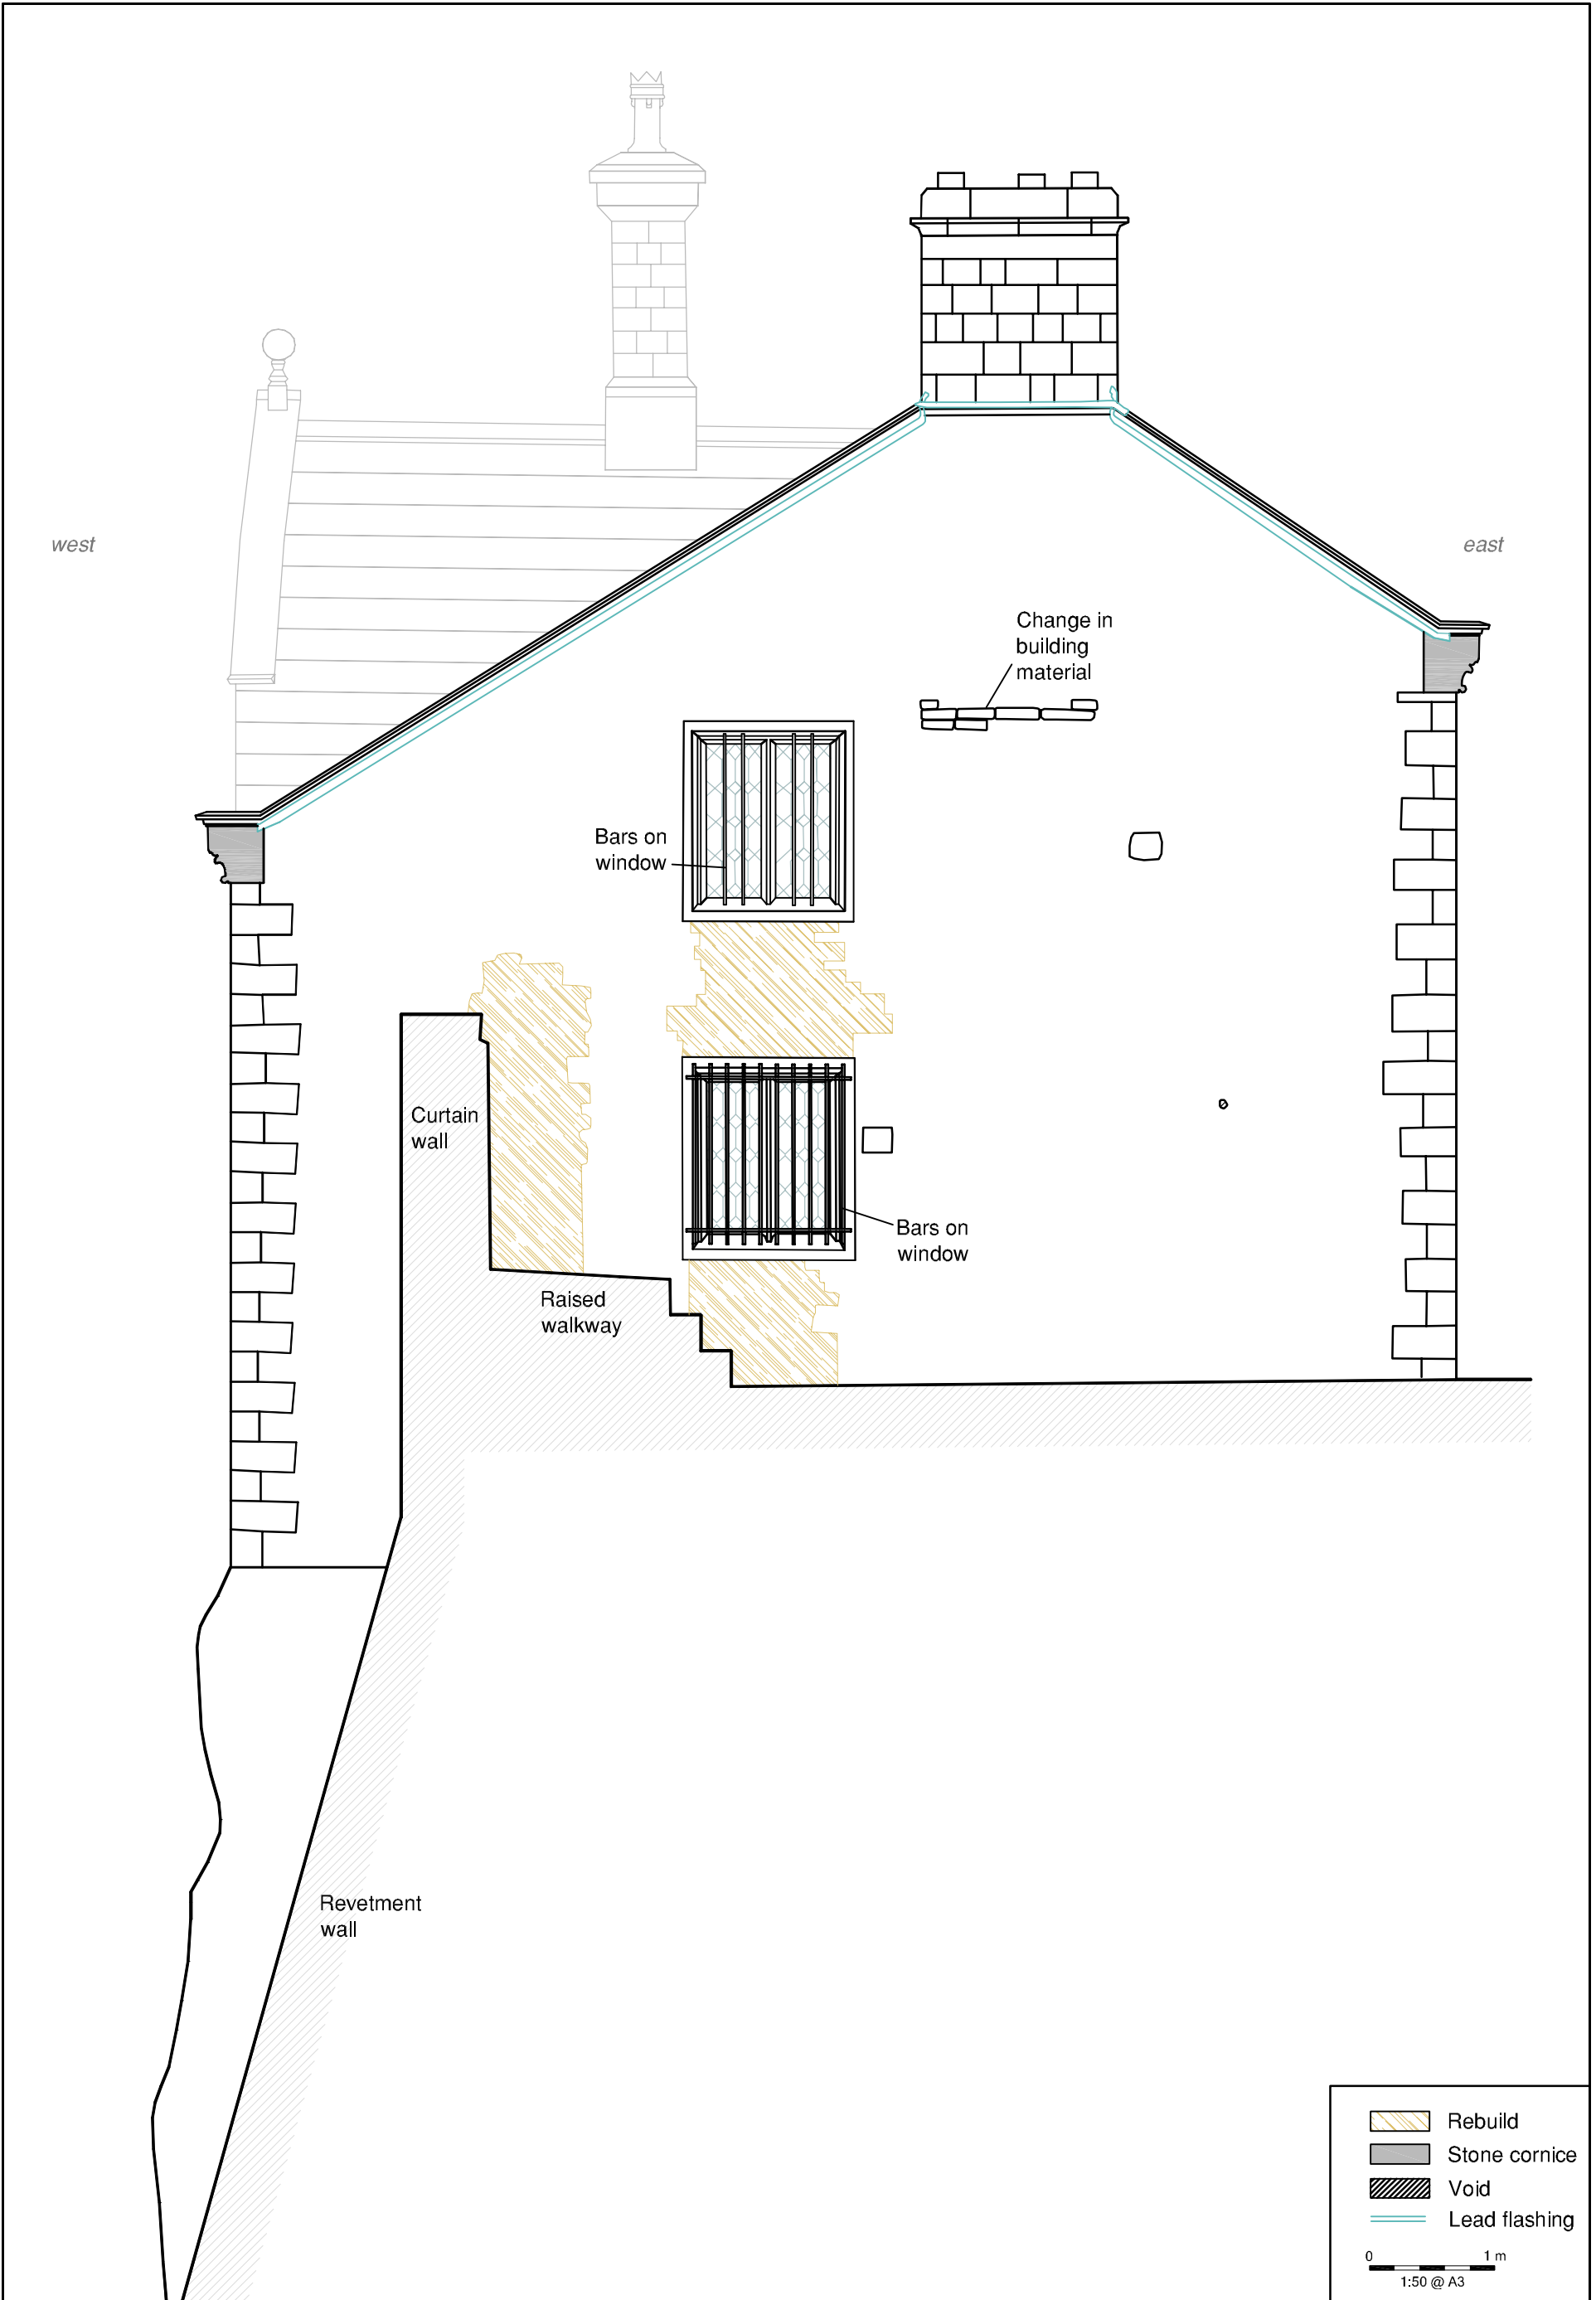 west
east
Change in
building
material
Bars on
window
Curtain
wall
Bars on
window
Raised
walkway
Revetment
wall
Rebuild
Stone cornice
Void
Lead flashing
0 1 m
1:50 @ A3